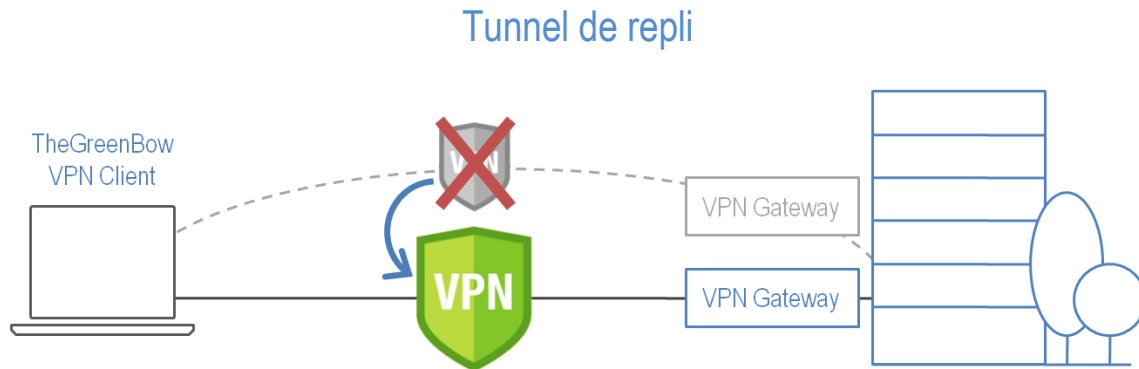 Tunnel de repli
TheGreenBow
VPN Client
VPN
VPN Gateway
VPN
VPN Gateway